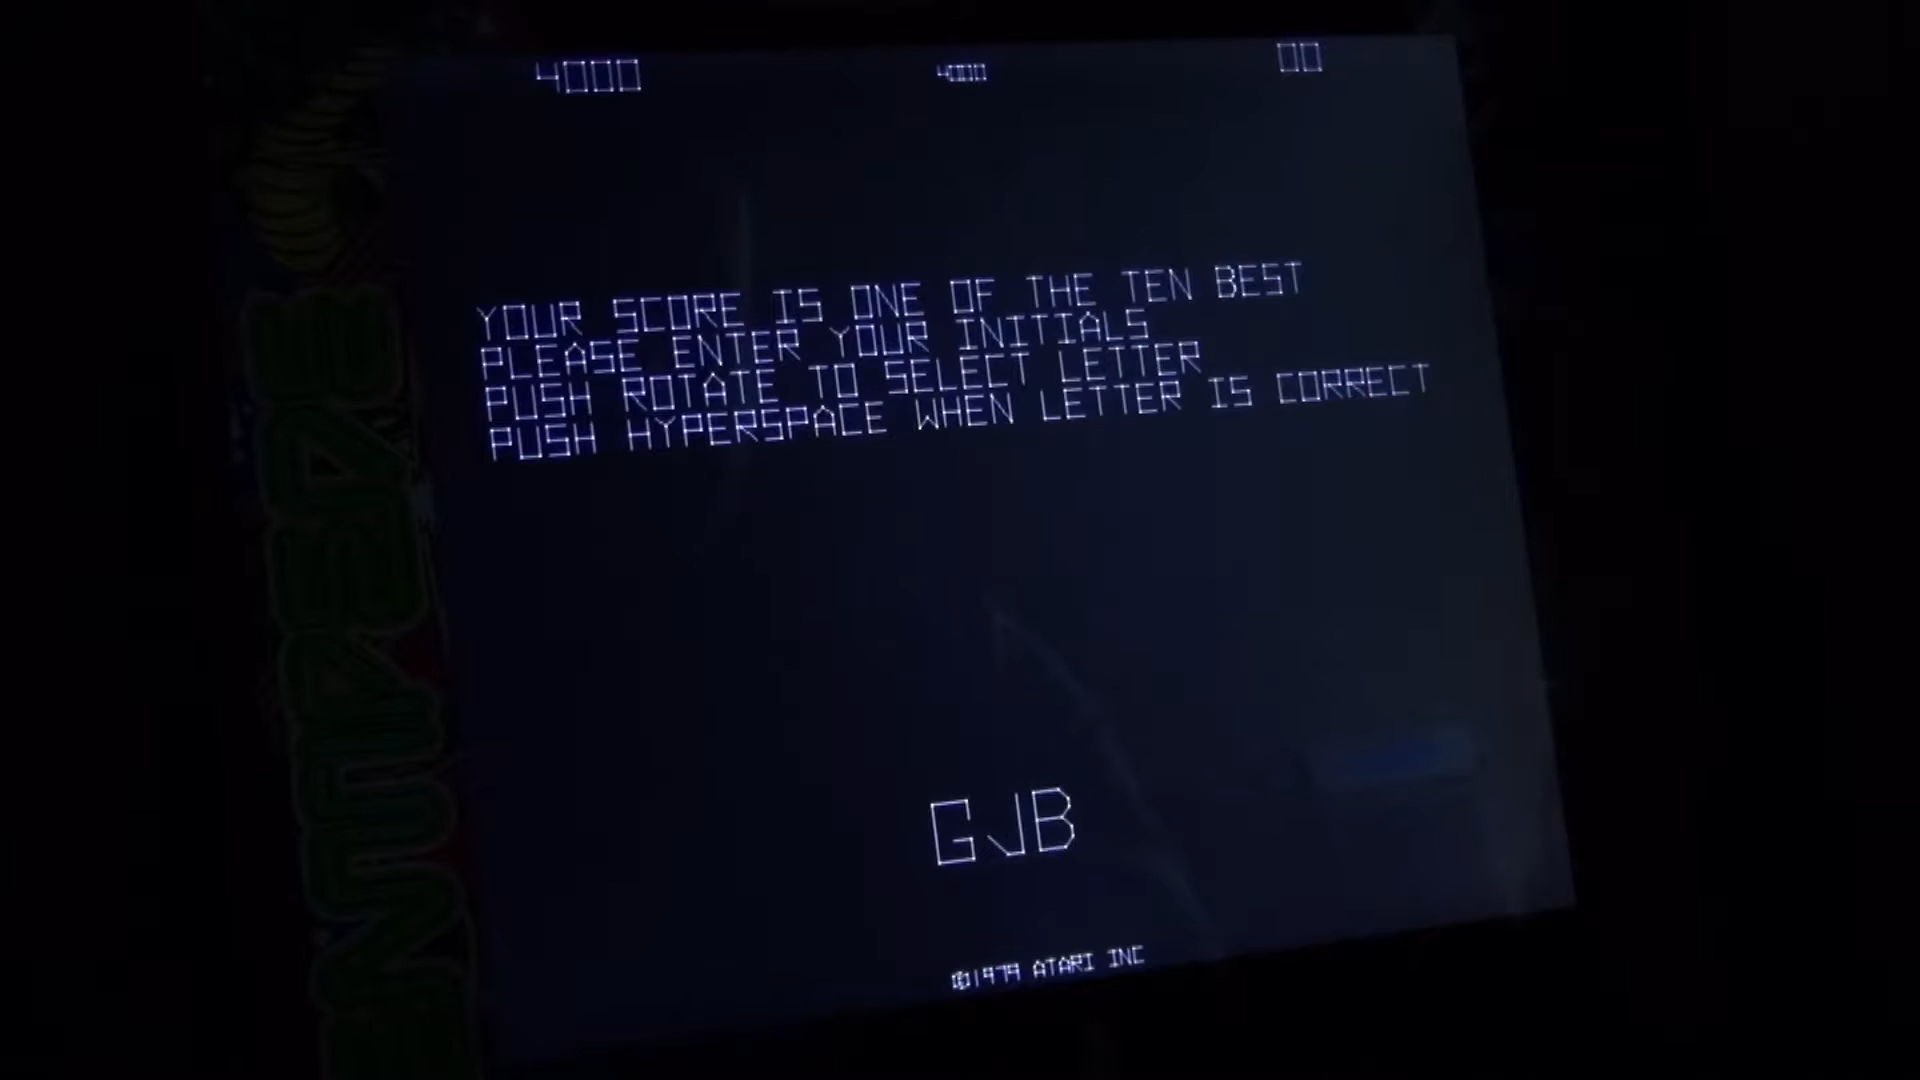 4000 4000 00
YOUR SCORE IS ONE OF THE TEN BEST
PLEASE ENTER YOUR INITIALS
PUSH ROTATE TO SELECT LETTER
PUSH HYPERSPACE WHEN LETTER IS CORRECT
GJB
©1979 ATARI INC